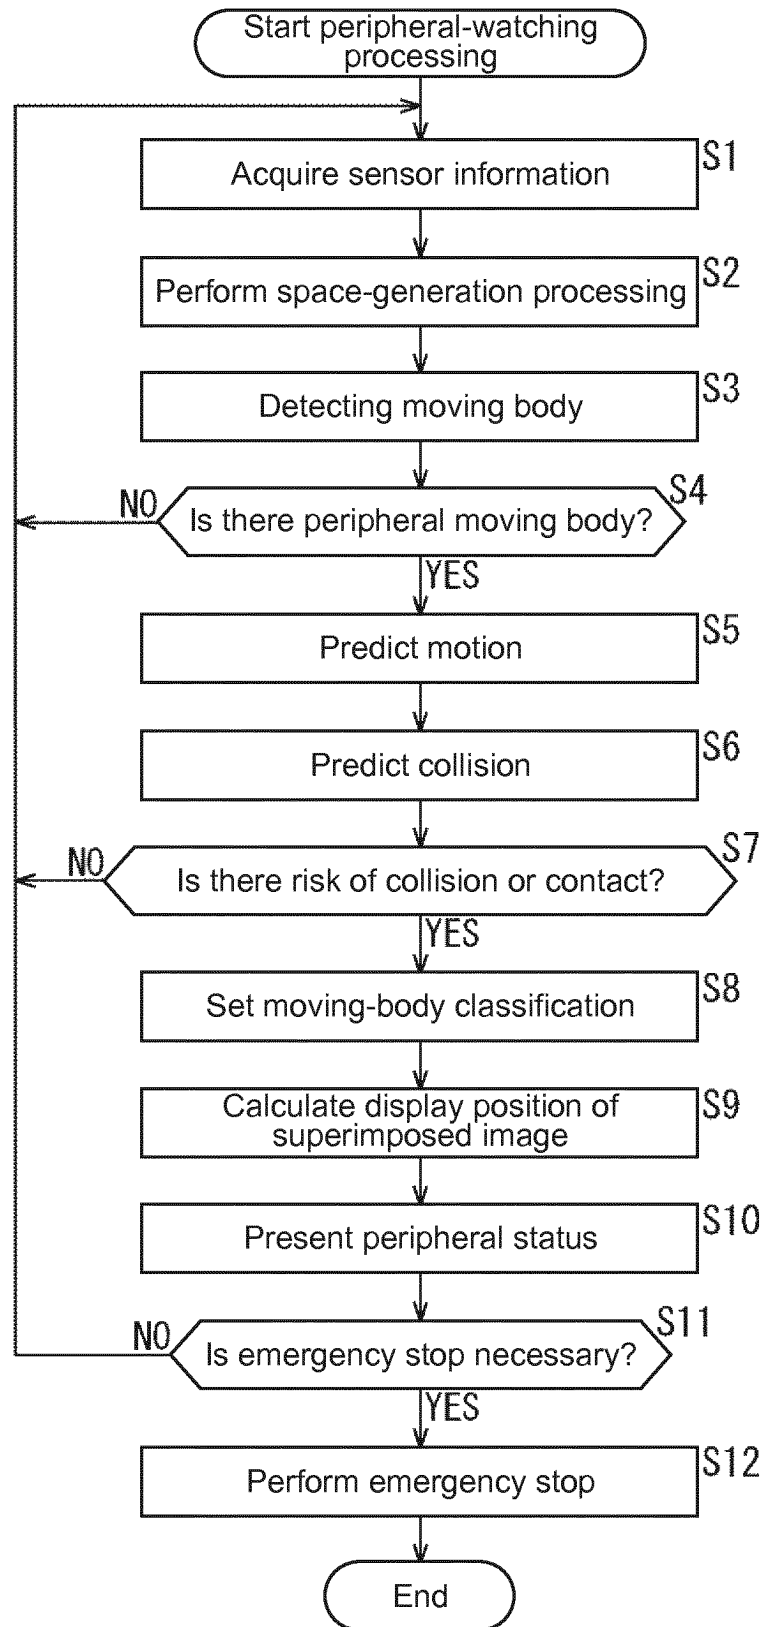 Start peripheral-watching
processing
S1
Acquire sensor information
S2
Perform space-generation processing
S3
Detecting moving body
S4
NO
Is there peripheral moving body?
YES
S5
Predict motion
S6
Predict collision
S7
NO
Is there risk of collision or contact?
YES
S8
Set moving-body classification
S9
Calculate display position of
superimposed image
S10
Present peripheral status
S11
NO
Is emergency stop necessary?
YES
S12
Perform emergency stop
End